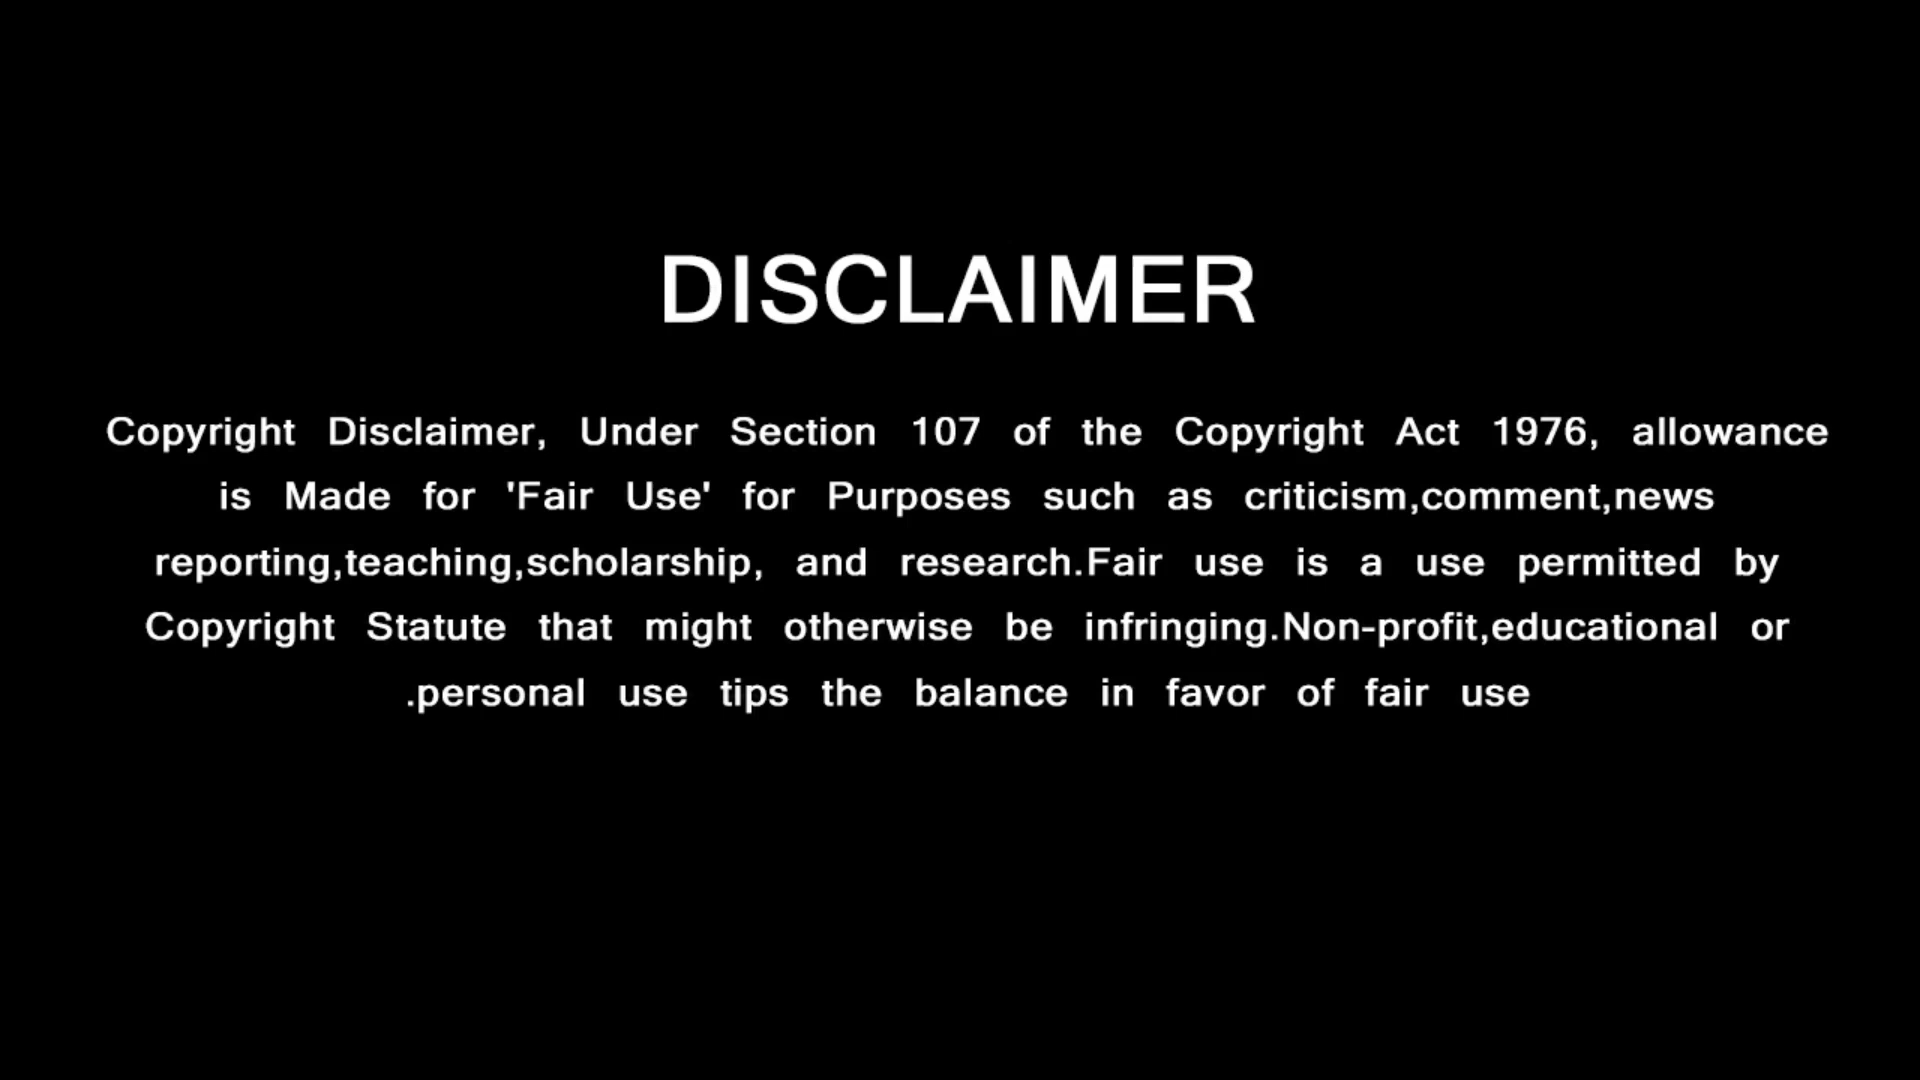 DISCLAIMER
Copyright Disclaimer, Under Section 107 of the Copyright Act 1976, allowance
is Made for 'Fair Use' for Purposes such as criticism,comment,news
reporting,teaching,scholarship, and research.Fair use is a use permitted by
Copyright Statute that might otherwise be infringing.Non-profit,educational or
.personal use tips the balance in favor of fair use